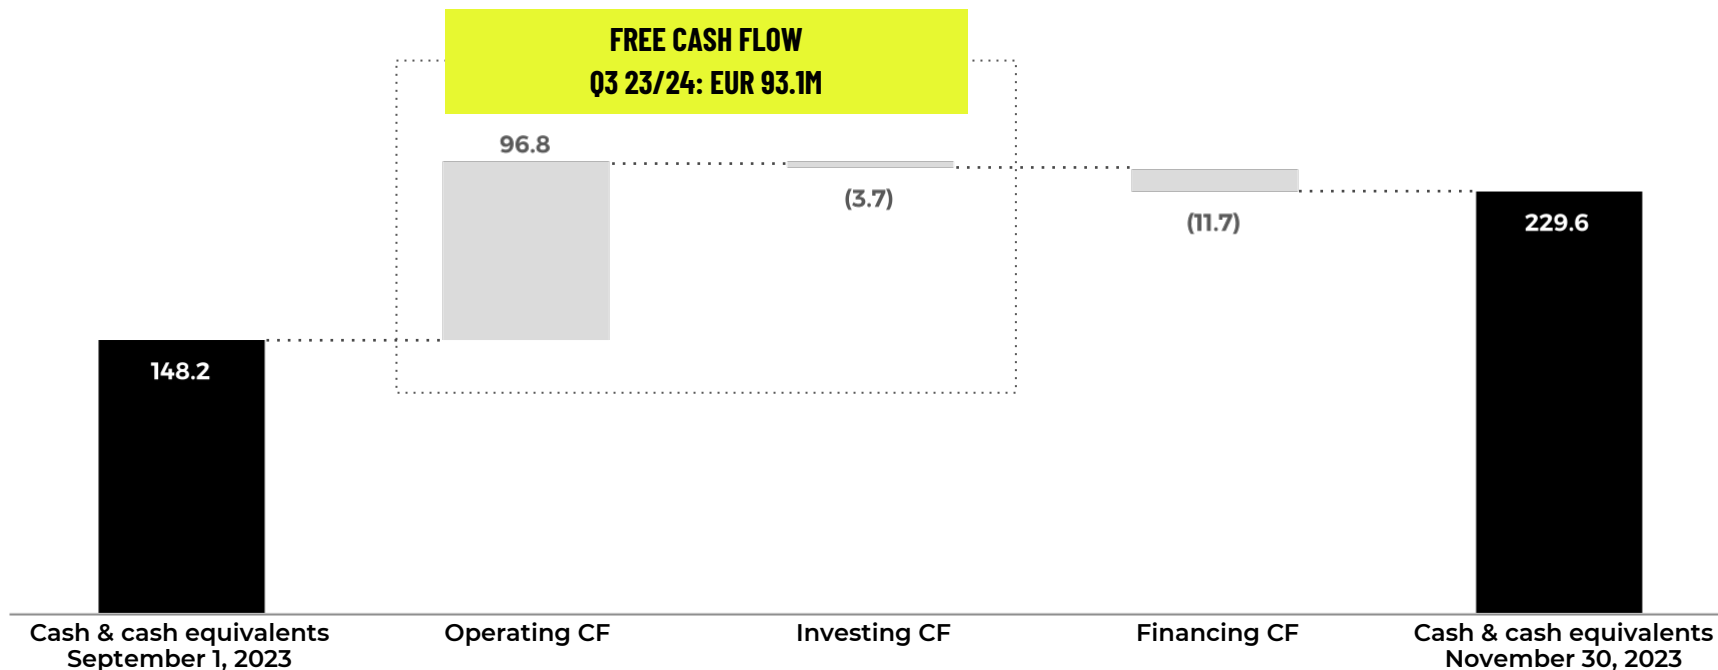 FREE CASH FLOW
Q3 23/24: EUR 93.1M
96.8
(3.7)
(11.7)
229.6
148.2
Cash & cash equivalents
September 1, 2023
Operating CF
Investing CF
Financing CF
Cash & cash equivalents
November 30, 2023